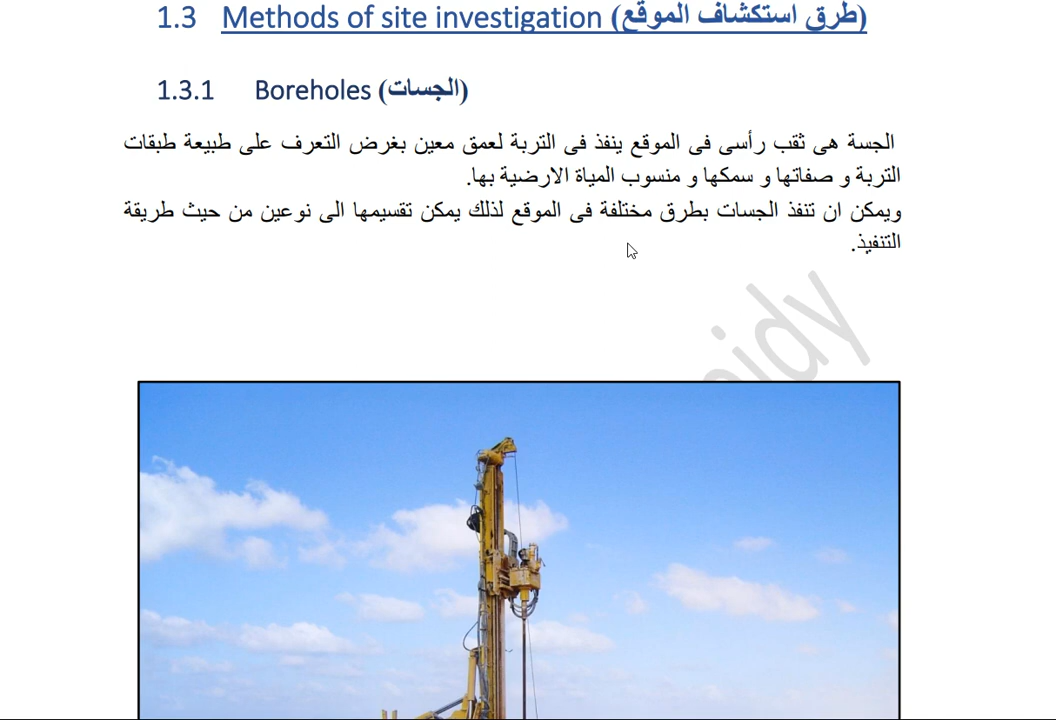 1.3 Methods of site investigation (طرق استكشاف الموقع)
1.3.1 Boreholes (الجسات)
الجسة هى ثقب رأسى فى الموقع ينفذ فى التربة لعمق معين بغرض التعرف على طبيعة طبقات
التربة و صفاتها و سمكها و منسوب المياة الارضية بها.
ويمكن ان تنفذ الجسات بطرق مختلفة فى الموقع لذلك يمكن تقسيمها الى نوعين من حيث طريقة
التنفيذ.